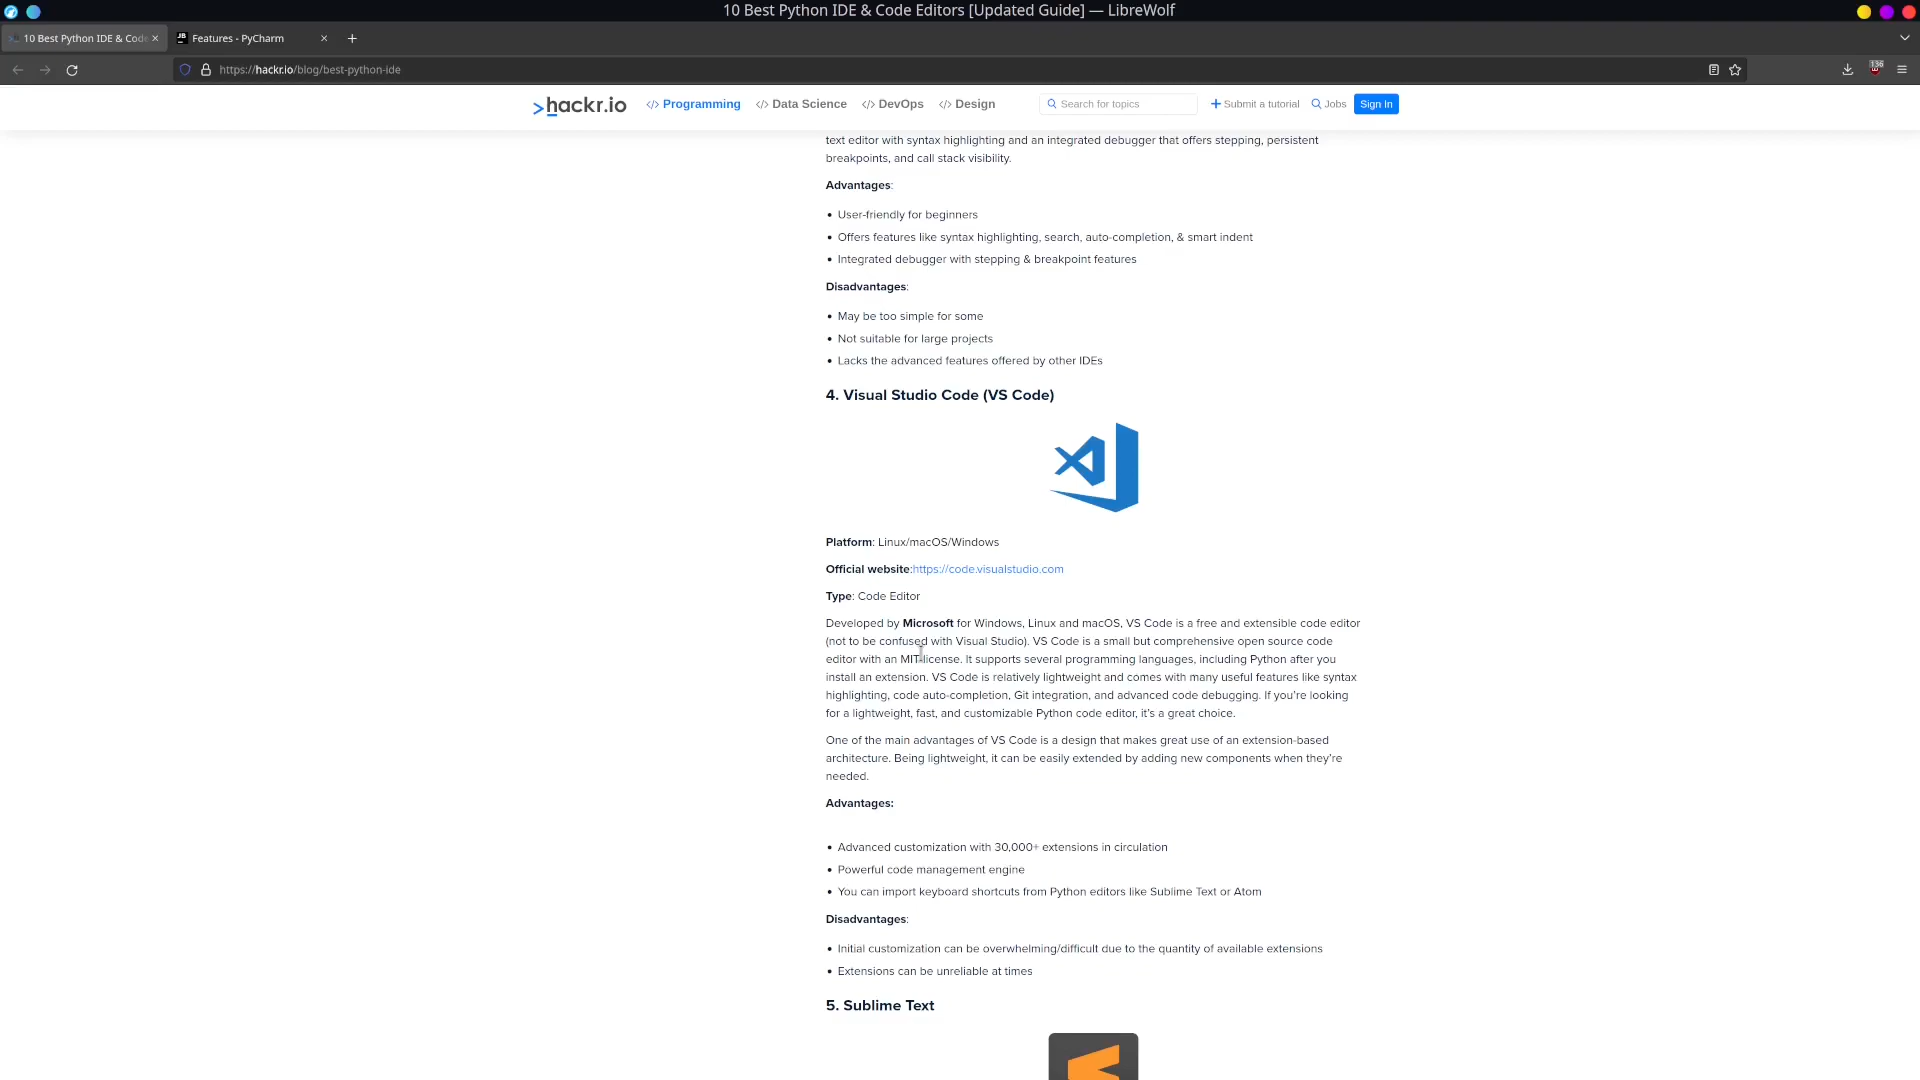 10 Best Python IDE & Code Editors [Updated Guide] — LibreWolf
10 Best Python IDE & Code
JB Features - PyCharm
https://hackr.io/blog/best-python-ide
136
>hackr.io
</> Programming
</> Data Science
</> DevOps
</> Design
Search for topics
+ Submit a tutorial
Jobs
Sign In
text editor with syntax highlighting and an integrated debugger that offers stepping, persistent
breakpoints, and call stack visibility.
Advantages:
• User-friendly for beginners
• Offers features like syntax highlighting, search, auto-completion, & smart indent
• Integrated debugger with stepping & breakpoint features
Disadvantages:
• May be too simple for some
• Not suitable for large projects
• Lacks the advanced features offered by other IDEs
4. Visual Studio Code (VS Code)
Platform: Linux/macOS/Windows
Official website:https://code.visualstudio.com
Type: Code Editor
Developed by Microsoft for Windows, Linux and macOS, VS Code is a free and extensible code editor
(not to be confused with Visual Studio). VS Code is a small but comprehensive open source code
editor with an MIT license. It supports several programming languages, including Python after you
install an extension. VS Code is relatively lightweight and comes with many useful features like syntax
highlighting, code auto-completion, Git integration, and advanced code debugging. If you’re looking
for a lightweight, fast, and customizable Python code editor, it’s a great choice.
One of the main advantages of VS Code is a design that makes great use of an extension-based
architecture. Being lightweight, it can be easily extended by adding new components when they’re
needed.
Advantages:
• Advanced customization with 30,000+ extensions in circulation
• Powerful code management engine
• You can import keyboard shortcuts from Python editors like Sublime Text or Atom
Disadvantages:
• Initial customization can be overwhelming/difficult due to the quantity of available extensions
• Extensions can be unreliable at times
5. Sublime Text